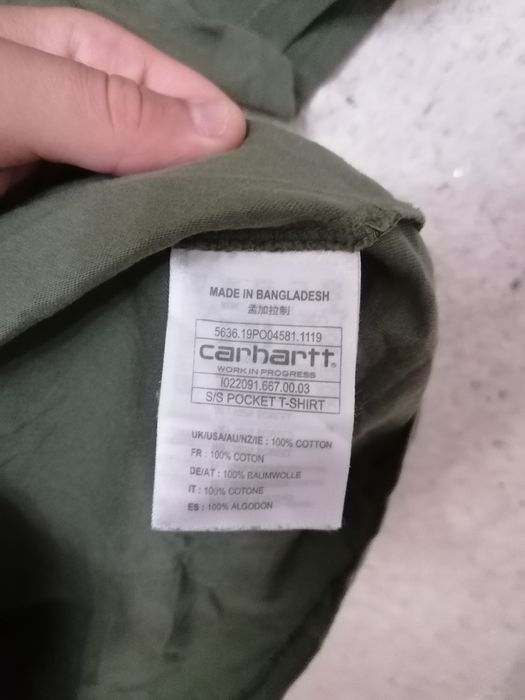 MADE IN BANGLADESH
孟加拉制
5636.19PO04581.1119
carhartt®
WORK IN PROGRESS
I022091.667.00.03
S/S POCKET T-SHIRT
UK/USA/AU/NZ/IE : 100% COTTON
FR : 100% COTON
DE/AT : 100% BAUMWOLLE
IT : 100% COTONE
ES : 100% ALGODON